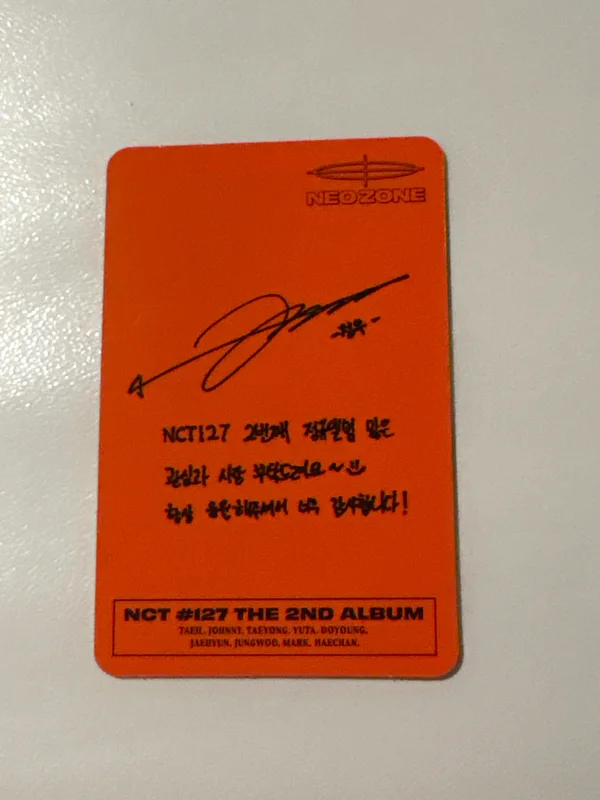 NEO ZONE
-정우-
NCT127 2번째 정규앨범 많은
관심과 사랑 부탁드려요~
항상 응원해주셔서 너무 감사합니다!
NCT #127 THE 2ND ALBUM
TAEIL, JOHNNY, TAEYONG, YUTA, DOYOUNG,
JAEHYUN, JUNGWOO, MARK, HAECHAN.